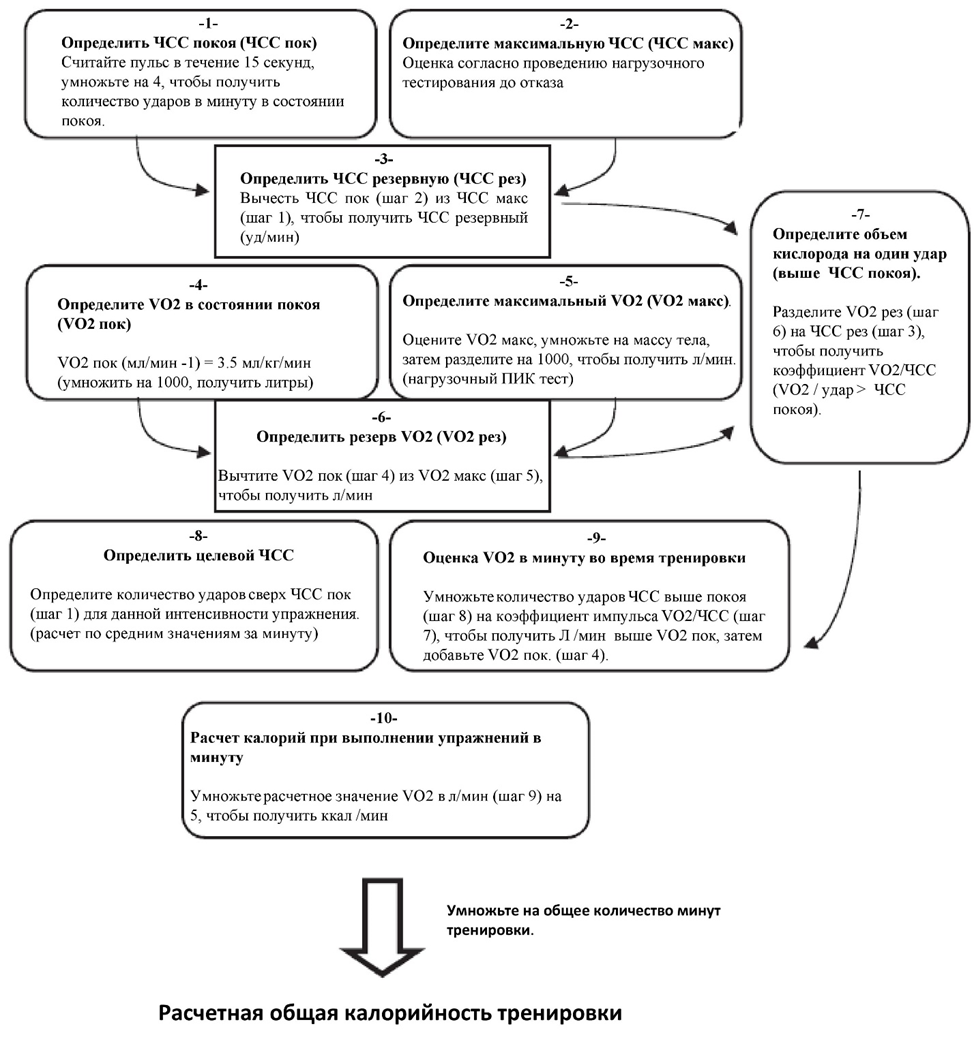 -1-
Определить ЧСС покоя (ЧСС пок)
Считайте пульс в течение 15 секунд,
умножьте на 4, чтобы получить
количество ударов в минуту в состоянии
покоя.
-2-
Определите максимальную ЧСС (ЧСС макс)
Оценка согласно проведению нагрузочного
тестирования до отказа
-3-
Определить ЧСС резервную (ЧСС рез)
Вычесть ЧСС пок (шаг 2) из ЧСС макс
(шаг 1), чтобы получить ЧСС резервный
(уд/мин)
-4-
Определите VO2 в состоянии покоя
(VO2 пок)
VO2 пок (мл/мин -1) = 3.5 мл/кг/мин
(умножить на 1000, получить литры)
-5-
Определите максимальный VO2 (VO2 макс).
Оцените VO2 макс, умножьте на массу тела,
затем разделите на 1000, чтобы получить л/мин.
(нагрузочный ПИК тест)
-6-
Определить резерв VO2 (VO2 рез)
Вычтите VO2 пок (шаг 4) из VO2 макс (шаг 5),
чтобы получить л/мин
-7-
Определите объем
кислорода на один удар
(выше ЧСС покоя).
Разделите VO2 рез (шаг
6) на ЧСС рез (шаг 3),
чтобы получить
коэффициент VO2/ЧСС
(VO2 / удар > ЧСС
покоя).
-8-
Определить целевой ЧСС
Определите количество ударов сверх ЧСС пок
(шаг 1) для данной интенсивности упражнения.
(расчет по средним значениям за минуту)
-9-
Оценка VO2 в минуту во время тренировки
Умножьте количество ударов ЧСС выше покоя
(шаг 8) на коэффициент импульса VO2/ЧСС (шаг
7), чтобы получить Л /мин выше VO2 пок, затем
добавьте VO2 пок. (шаг 4).
-10-
Расчет калорий при выполнении упражнений в
минуту
Умножьте расчетное значение VO2 в л/мин (шаг 9) на
5, чтобы получить ккал /мин
Умножьте на общее количество минут
тренировки.
Расчетная общая калорийность тренировки